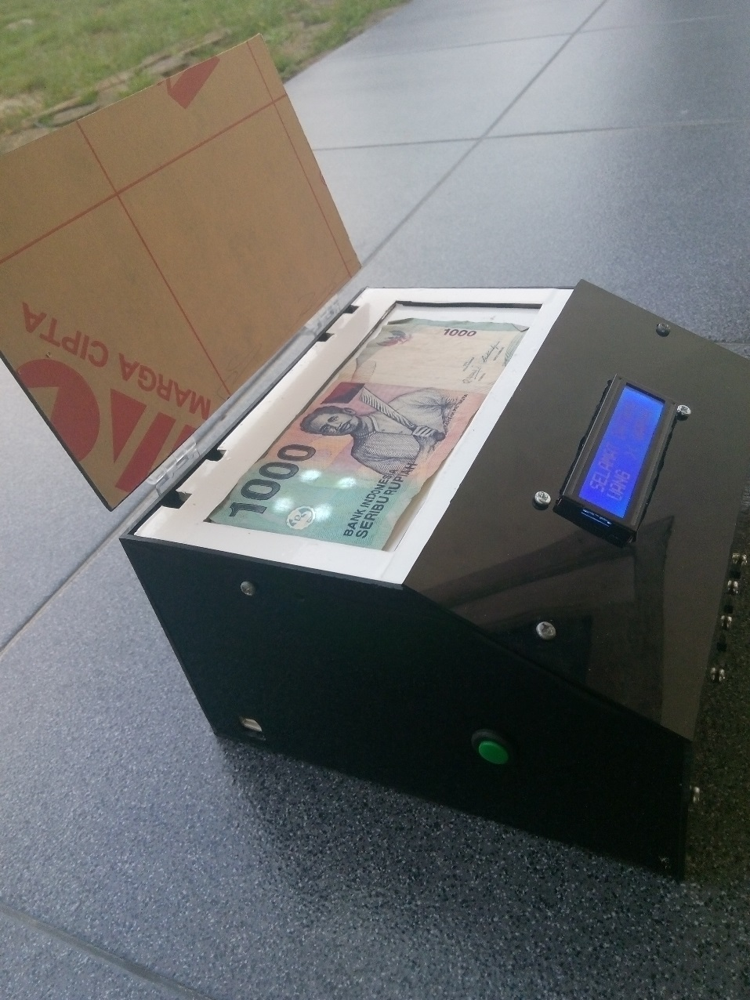 MARGA CIPTA
1000
1000
BANK INDONESIA
SERIBU RUPIAH
SELAMAT
UANG